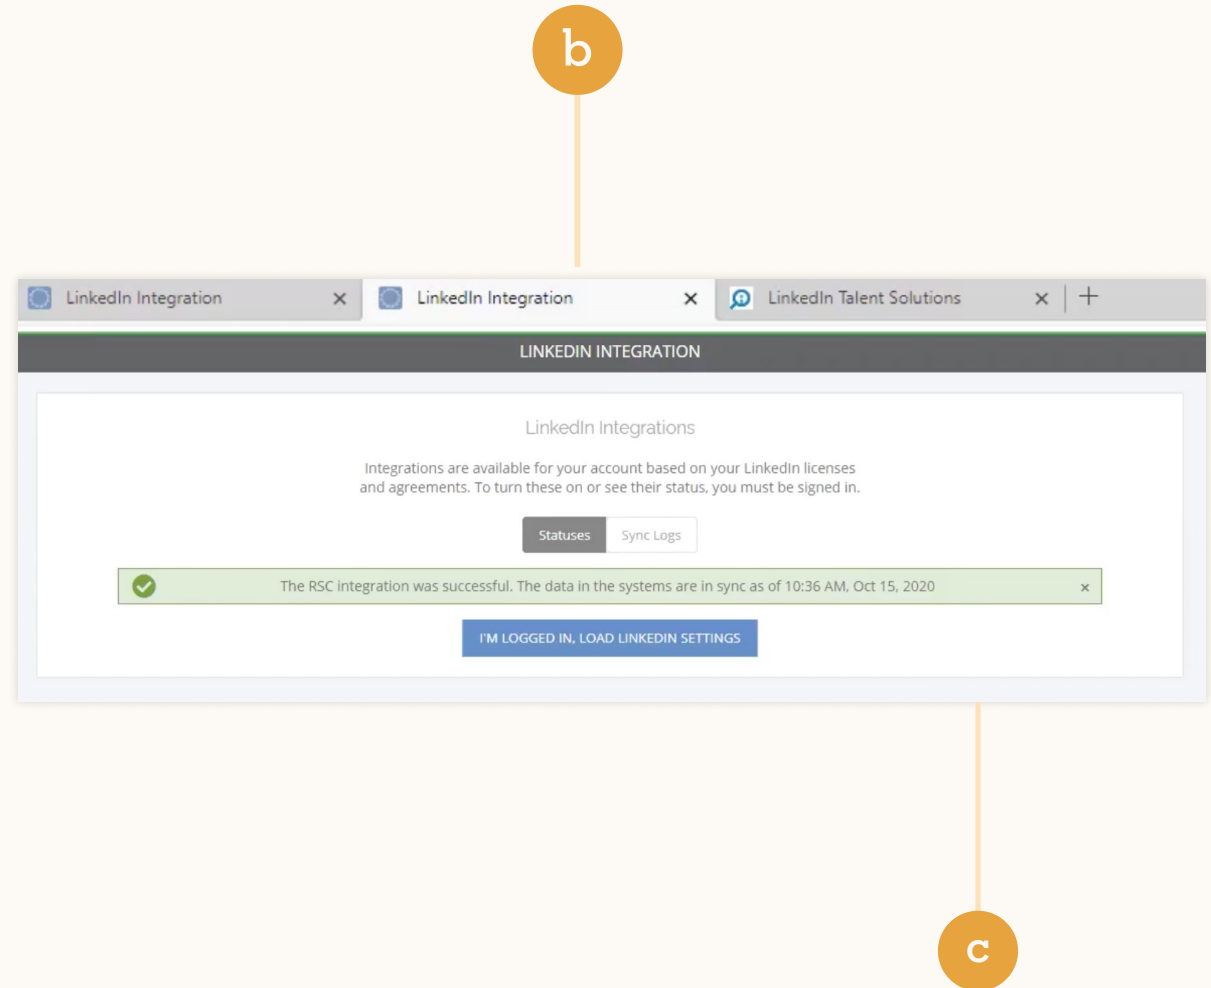 b
LinkedIn Integration
LinkedIn Integration
LinkedIn Talent Solutions
LINKEDIN INTEGRATION
LinkedIn Integrations
Integrations are available for your account based on your LinkedIn licenses
and agreements. To turn these on or see their status, you must be signed in.
Statuses
Sync Logs
The RSC integration was successful. The data in the systems are in sync as of 10:36 AM, Oct 15, 2020
I'M LOGGED IN, LOAD LINKEDIN SETTINGS
c